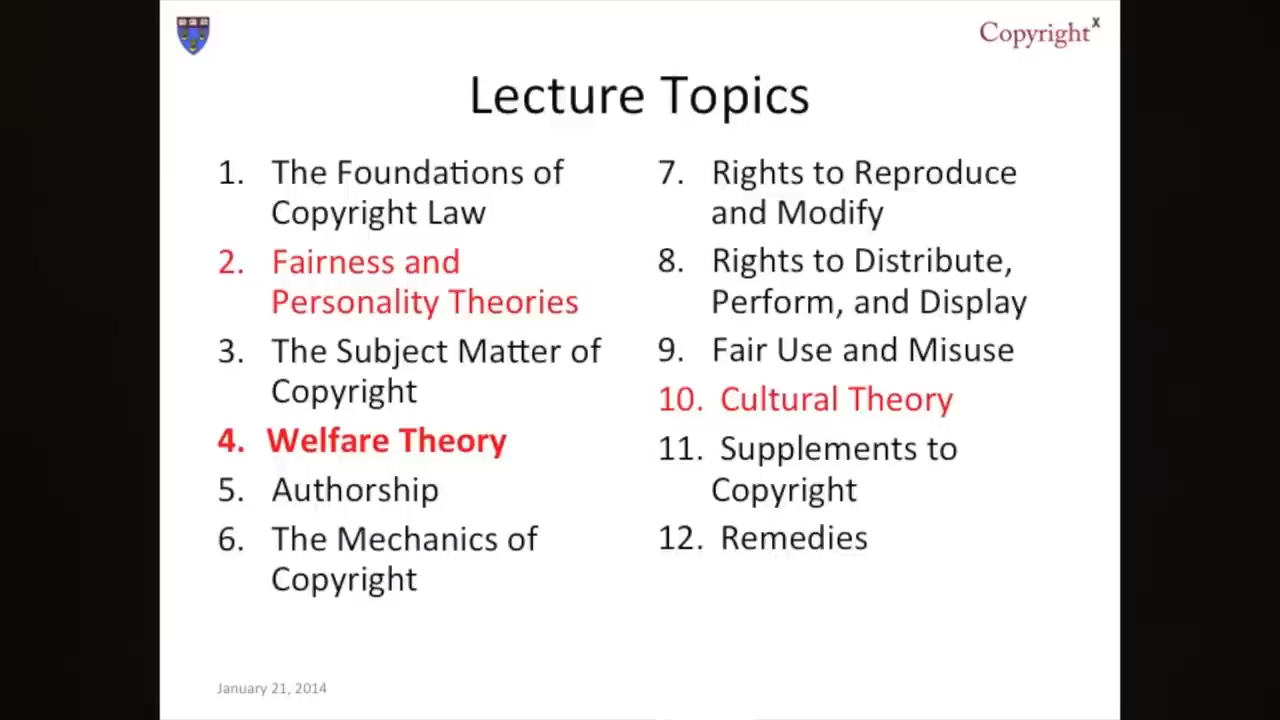 Copyrightˣ
Lecture Topics
1. The Foundations of
Copyright Law
2. Fairness and
Personality Theories
3. The Subject Matter of
Copyright
4. Welfare Theory
5. Authorship
6. The Mechanics of
Copyright
7. Rights to Reproduce
and Modify
8. Rights to Distribute,
Perform, and Display
9. Fair Use and Misuse
10. Cultural Theory
11. Supplements to
Copyright
12. Remedies
January 21, 2014